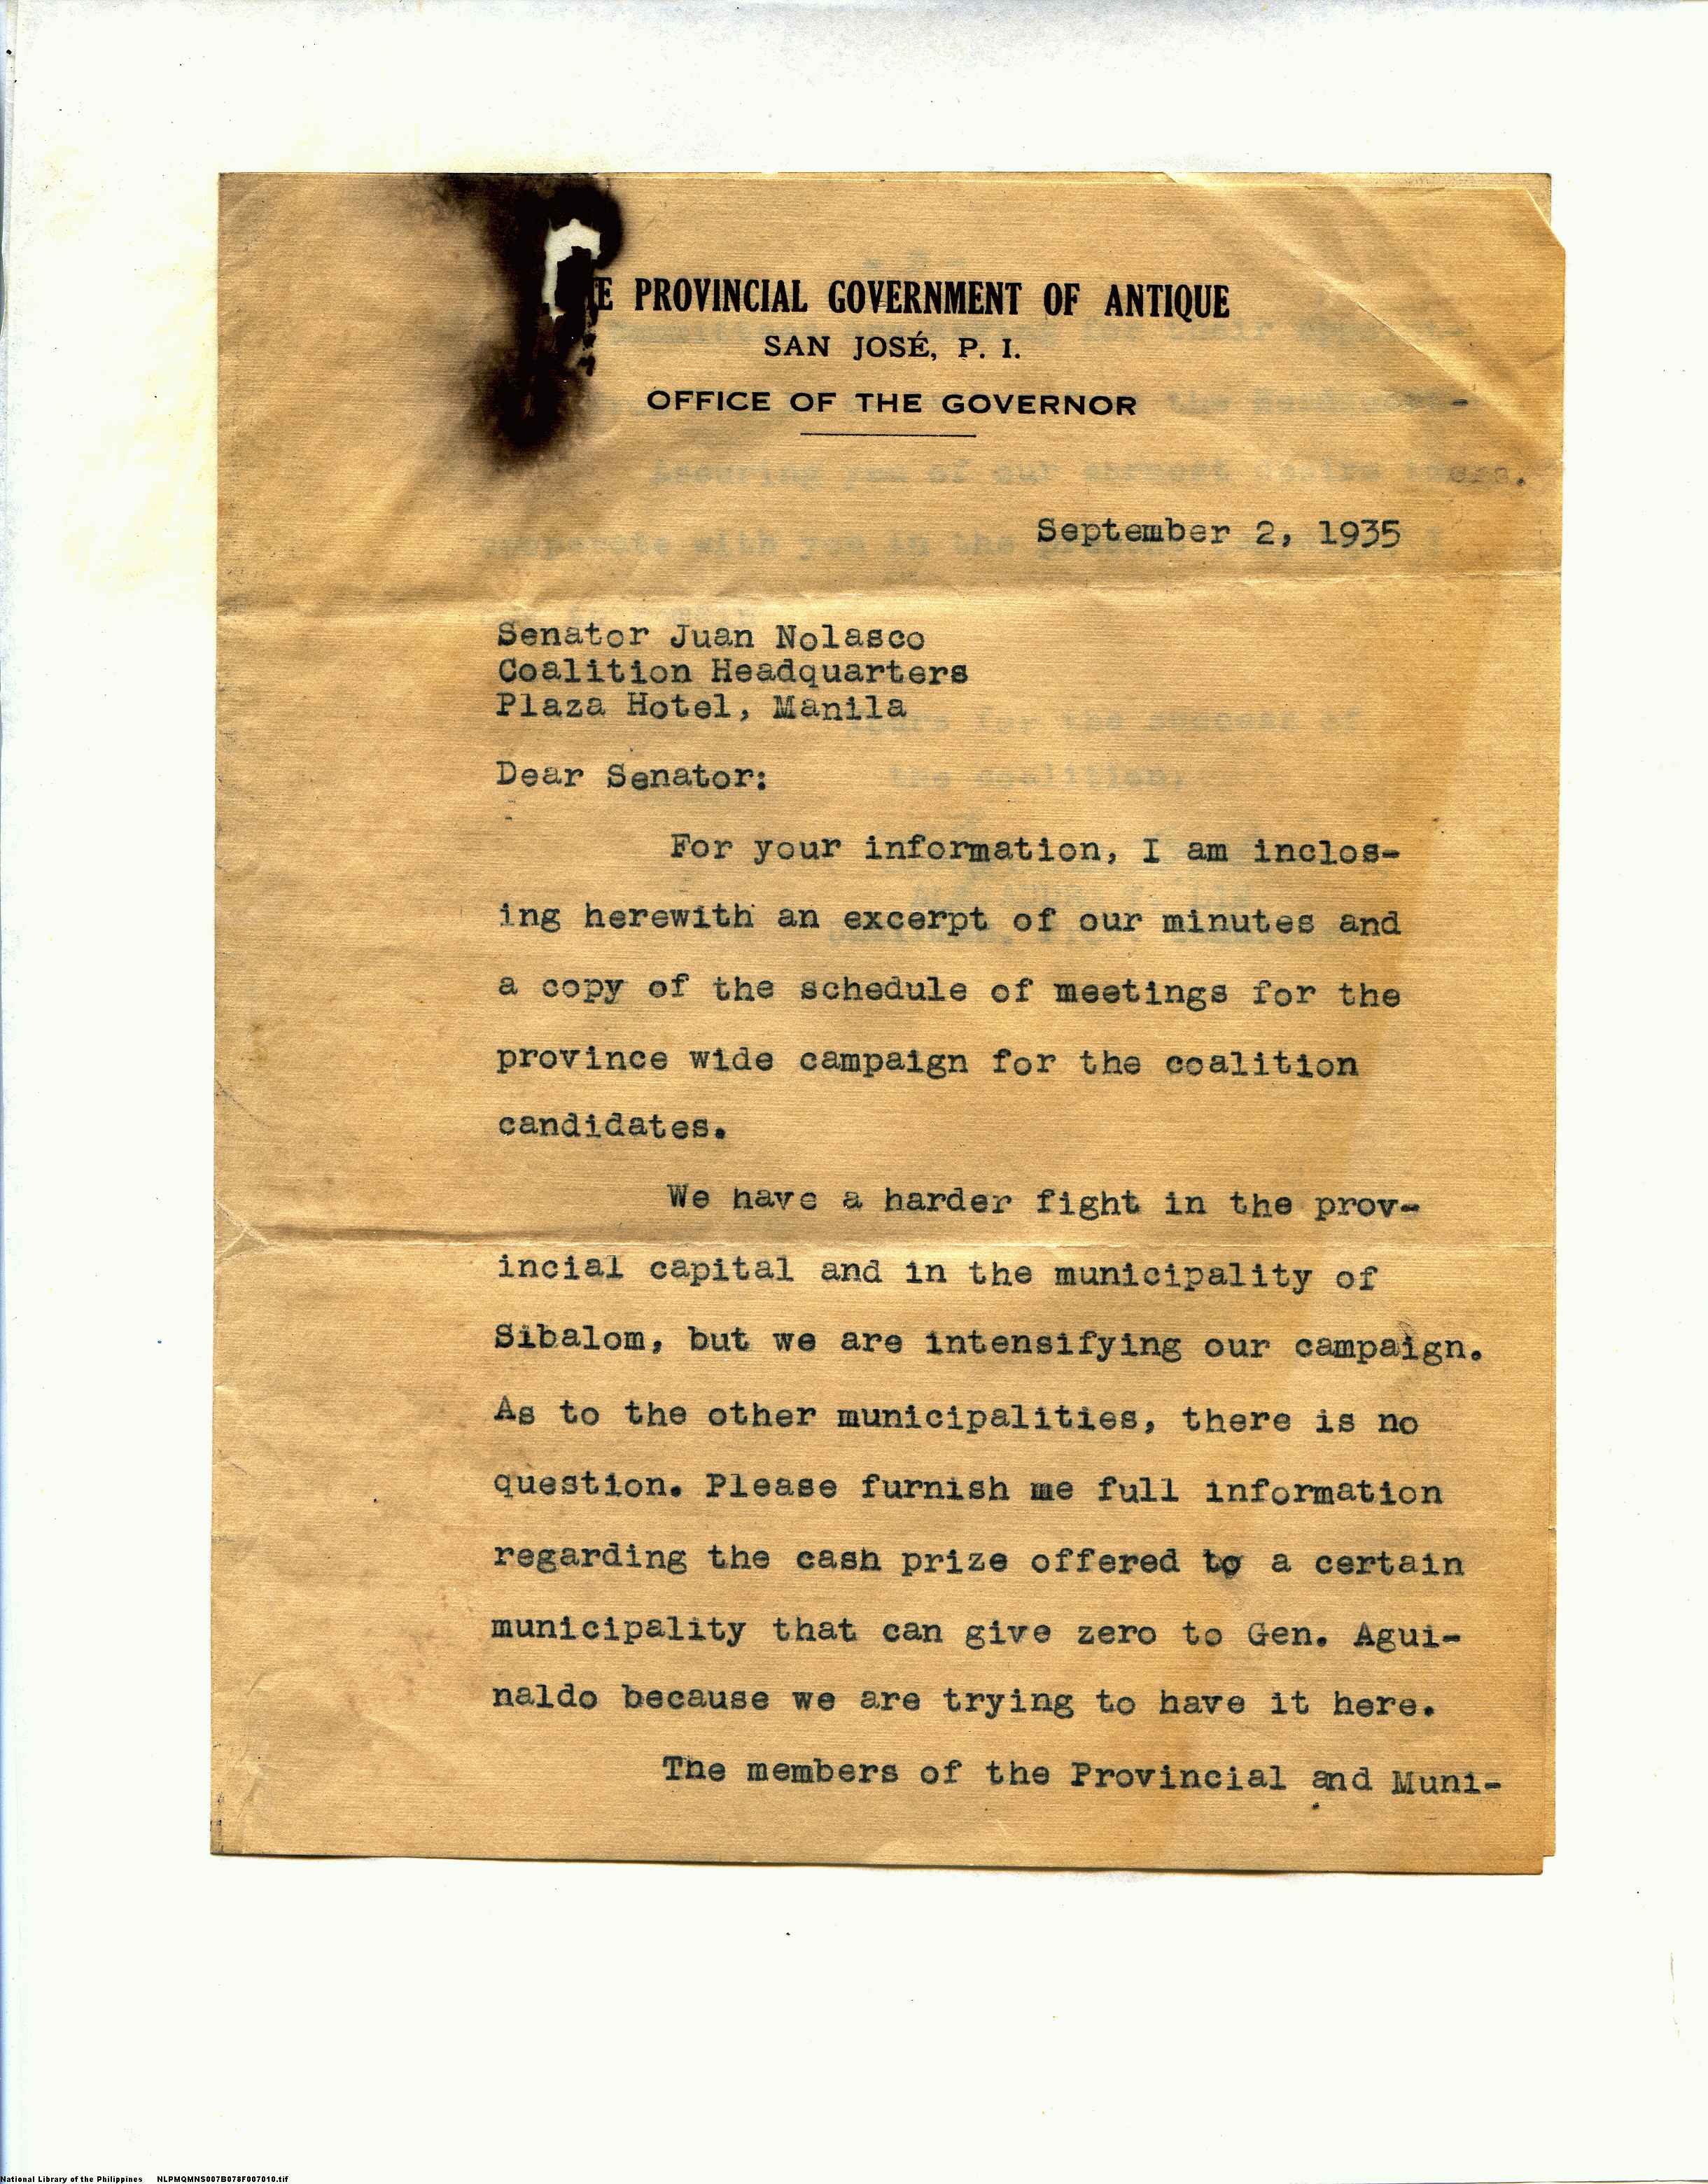 E PROVINCIAL GOVERNMENT OF ANTIQUE
SAN JOSÉ, P. I.
OFFICE OF THE GOVERNOR
September 2, 1935
Senator Juan Nolasco
Coalition Headquarters
Plaza Hotel, Manila
Dear Senator:
For your information, I am inclos-
ing herewith an excerpt of our minutes and
a copy of the schedule of meetings for the
province wide campaign for the coalition
candidates.
We have a harder fight in the prov-
incial capital and in the municipality of
Sibalom, but we are intensifying our campaign.
As to the other municipalities, there is no
question. Please furnish me full information
regarding the cash prize offered to a certain
municipality that can give zero to Gen. Agui-
naldo because we are trying to have it here.
The members of the Provincial and Muni-
National Library of the Philippines NLPMQMNS007B078F007010.tif